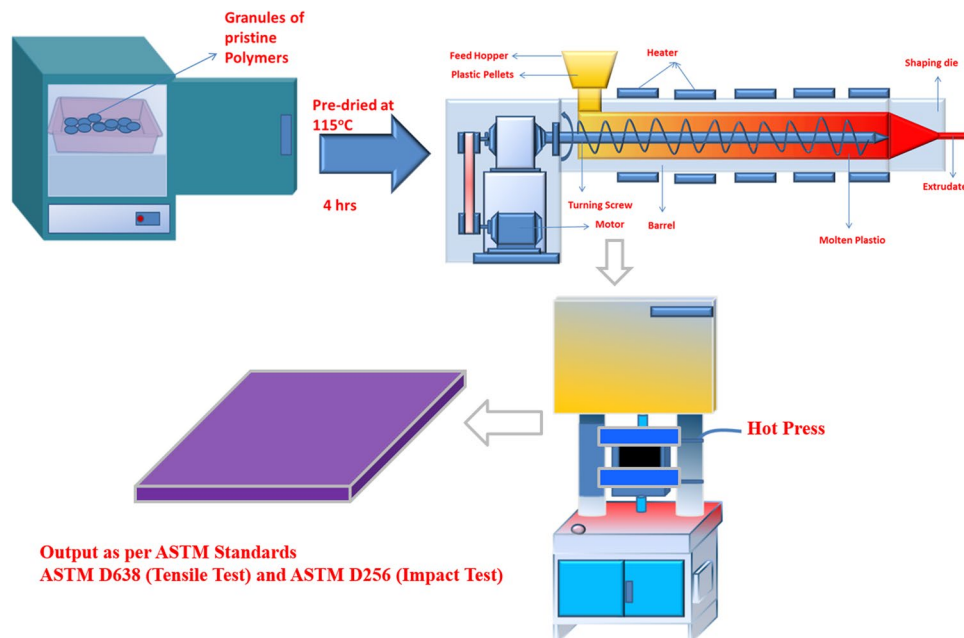 Granules of
pristine
Polymers
Pre-dried at
115°C
4 hrs
Feed Hopper
Plastic Pellets
Heater
Shaping die
Extrudate
Turning Screw
Motor
Barrel
Molten Plastio
Hot Press
Output as per ASTM Standards
ASTM D638 (Tensile Test) and ASTM D256 (Impact Test)